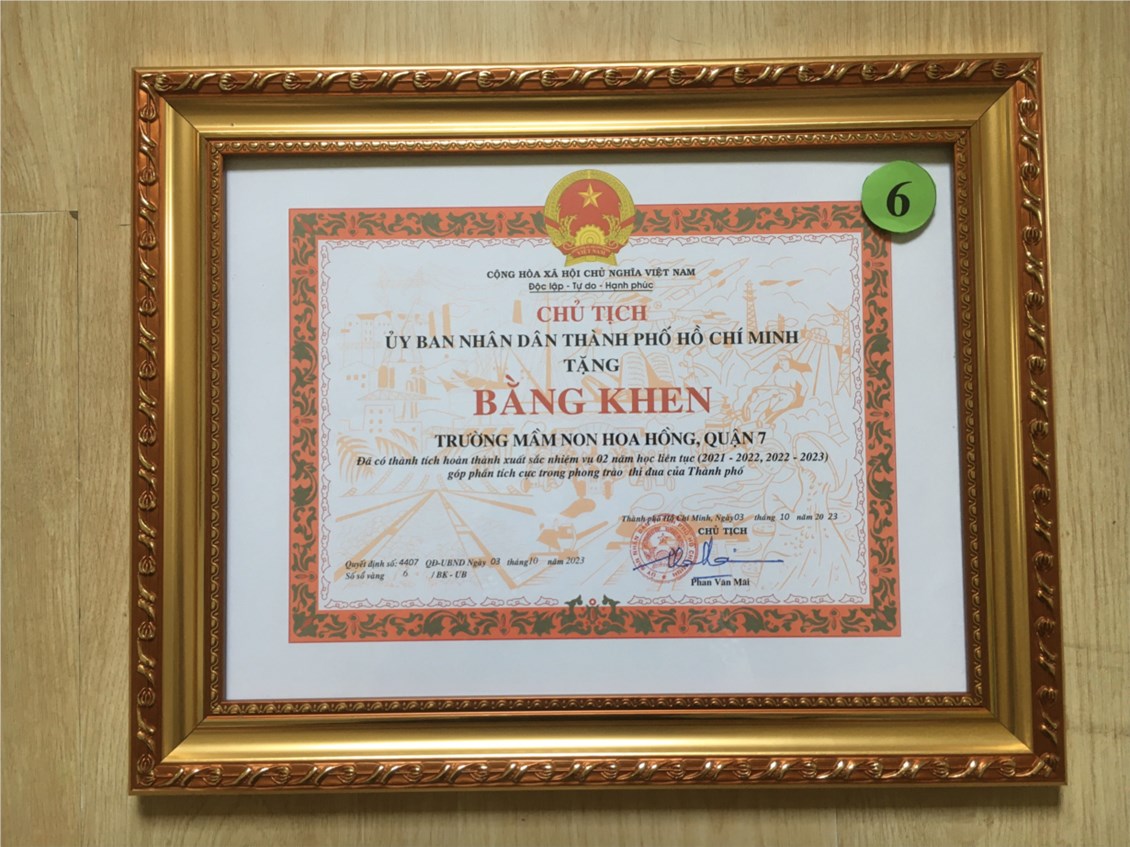 6
VIỆT NAM
CỘNG HÒA XÃ HỘI CHỦ NGHĨA VIỆT NAM
Độc lập - Tự do - Hạnh phúc
CHỦ TỊCH
ỦY BAN NHÂN DÂN THÀNH PHỐ HỒ CHÍ MINH
TẶNG
BẰNG KHEN
TRƯỜNG MẦM NON HOA HỒNG, QUẬN 7
Đã có thành tích hoàn thành xuất sắc nhiệm vụ 02 năm học liên tục (2021 - 2022, 2022 - 2023)
góp phần tích cực trong phong trào thi đua của Thành phố
Thành phố Hồ Chí Minh, Ngày 03 tháng 10 năm 20 23
CHỦ TỊCH
Phan Văn Mãi
Quyết định số: 4407 QĐ-UBND Ngày 03 tháng 10 năm 2023
Số sổ vàng 6 / BK - UB